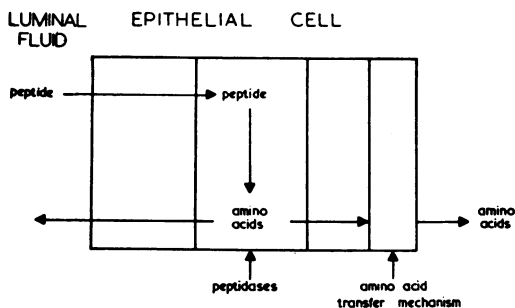 LUMINAL FLUID
EPITHELIAL CELL
peptide
peptide
amino acids
amino acids
peptidases
amino acid transfer mechanism